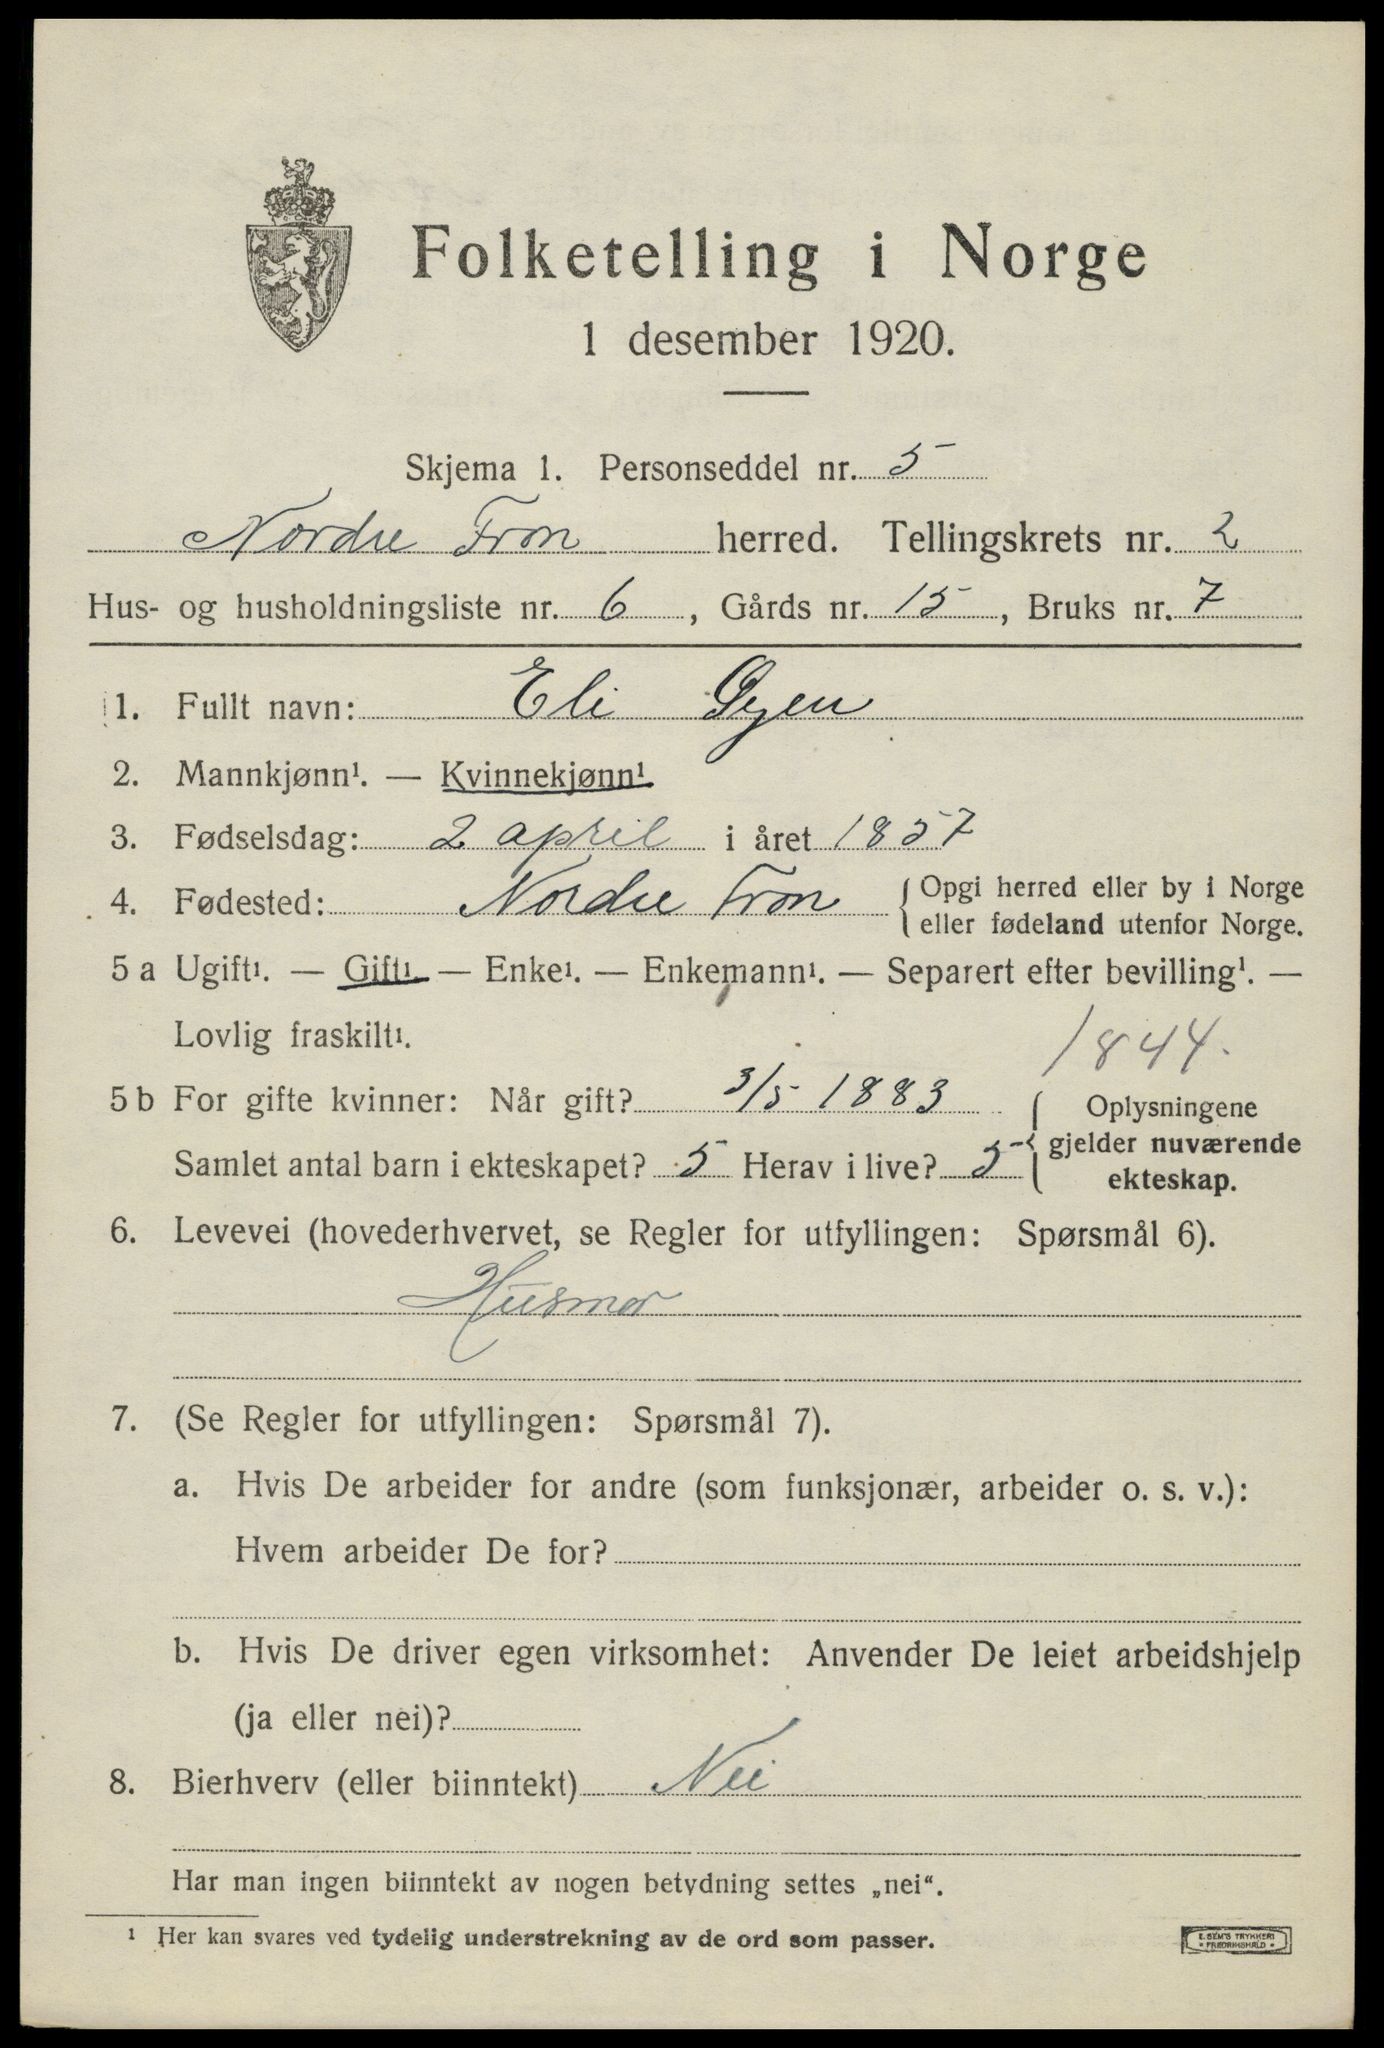 Folketelling i Norge
1 desember 1920.
Skjema 1. Personseddel nr. 5
Nordre Fron herred. Tellingskrets nr. 2
Hus- og husholdningsliste nr. 6, Gårds nr. 15, Bruks nr. 7
1. Fullt navn: Eli Øyen
2. Mannkjønn¹. — Kvinnekjønn¹
3. Fødselsdag: 2 april i året 1857
4. Fødested: Nordre Fron { Opgi herred eller by i Norge
eller fødeland utenfor Norge.
5 a Ugift¹. — Gift¹ — Enke¹. — Enkemann¹. — Separert efter bevilling¹. —
Lovlig fraskilt¹.
1844.
5 b For gifte kvinner: Når gift? 3/5 1883
Samlet antal barn i ekteskapet? 5 Herav i live? 5
{ Oplysningene
gjelder nuværende
ekteskap.
6. Levevei (hovederhvervet, se Regler for utfyllingen: Spørsmål 6).
Husmor
7. (Se Regler for utfyllingen: Spørsmål 7).
a. Hvis De arbeider for andre (som funksjonær, arbeider o. s. v.):
Hvem arbeider De for?
b. Hvis De driver egen virksomhet: Anvender De leiet arbeidshjelp
(ja eller nei)?
8. Bierhverv (eller biinntekt) Nei
Har man ingen biinntekt av nogen betydning settes „nei“.
¹ Her kan svares ved tydelig understrekning av de ord som passer.
E. SEM'S TRYKKERI
• FREDRIKSHALD •